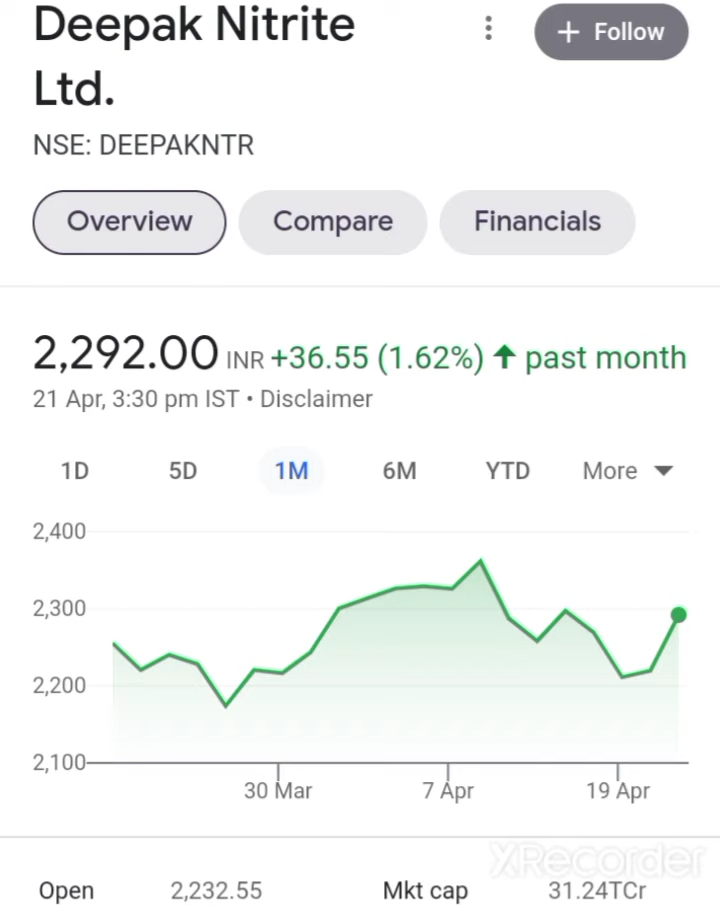 Deepak Nitrite
Ltd.
+ Follow
NSE: DEEPAKNTR
Overview Compare Financials
2,292.00 INR +36.55 (1.62%) ↑ past month
21 Apr, 3:30 pm IST • Disclaimer
1D 5D 1M 6M YTD More
2,400
2,300
2,200
2,100
30 Mar 7 Apr 19 Apr
XRecorder
Open 2,232.55 Mkt cap 31.24TCr